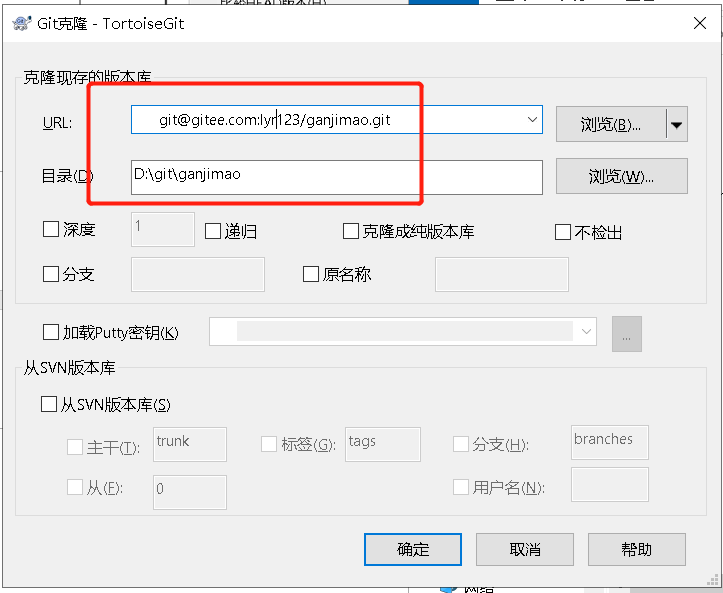 Git克隆 - TortoiseGit
克隆现存的版本库
URL: git@gitee.com:lyr123/ganjimao.git 浏览(B)...
目录(D) D:\git\ganjimao 浏览(W)...
深度 1 递归 克隆成纯版本库 不检出
分支 原名称
加载Putty密钥(K) ...
从SVN版本库
从SVN版本库(S)
主干(T): trunk 标签(G): tags 分支(H): branches
从(F): 0 用户名(N):
确定 取消 帮助
网络